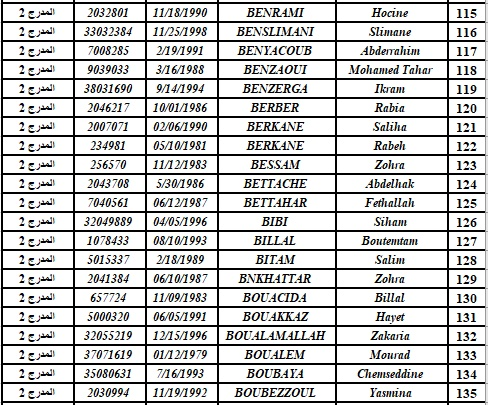 المدرج 2 2032801 11/18/1990 BENRAMI Hocine 115
المدرج 2 33032384 11/25/1998 BENSLIMANI Slimane 116
المدرج 2 7008285 2/19/1991 BENYACOUB Abderrahim 117
المدرج 2 9039033 3/16/1988 BENZAOUI Mohamed Tahar 118
المدرج 2 38031690 9/14/1994 BENZERGA Ikram 119
المدرج 2 2046217 10/01/1986 BERBER Rabia 120
المدرج 2 2007071 02/06/1990 BERKANE Saliha 121
المدرج 2 234981 05/10/1981 BERKANE Rabeh 122
المدرج 2 256570 11/12/1983 BESSAM Zohra 123
المدرج 2 2043708 5/30/1986 BETTACHE Abdelhak 124
المدرج 2 7040561 06/12/1987 BETTAHAR Fethallah 125
المدرج 2 32049889 04/05/1996 BIBI Siham 126
المدرج 2 1078433 08/10/1993 BILLAL Boutemtam 127
المدرج 2 5015337 2/18/1989 BITAM Salim 128
المدرج 2 2041384 06/10/1987 BNKHATTAR Zohra 129
المدرج 2 657724 11/09/1983 BOUACIDA Billal 130
المدرج 2 5000320 06/05/1991 BOUAKKAZ Hayet 131
المدرج 2 32055219 12/15/1996 BOUALAMALLAH Zakaria 132
المدرج 2 37071619 01/12/1979 BOUALEM Mourad 133
المدرج 2 35080631 7/16/1993 BOUBAYA Chemseddine 134
المدرج 2 2030994 11/19/1992 BOUBEZZOUL Yasmina 135